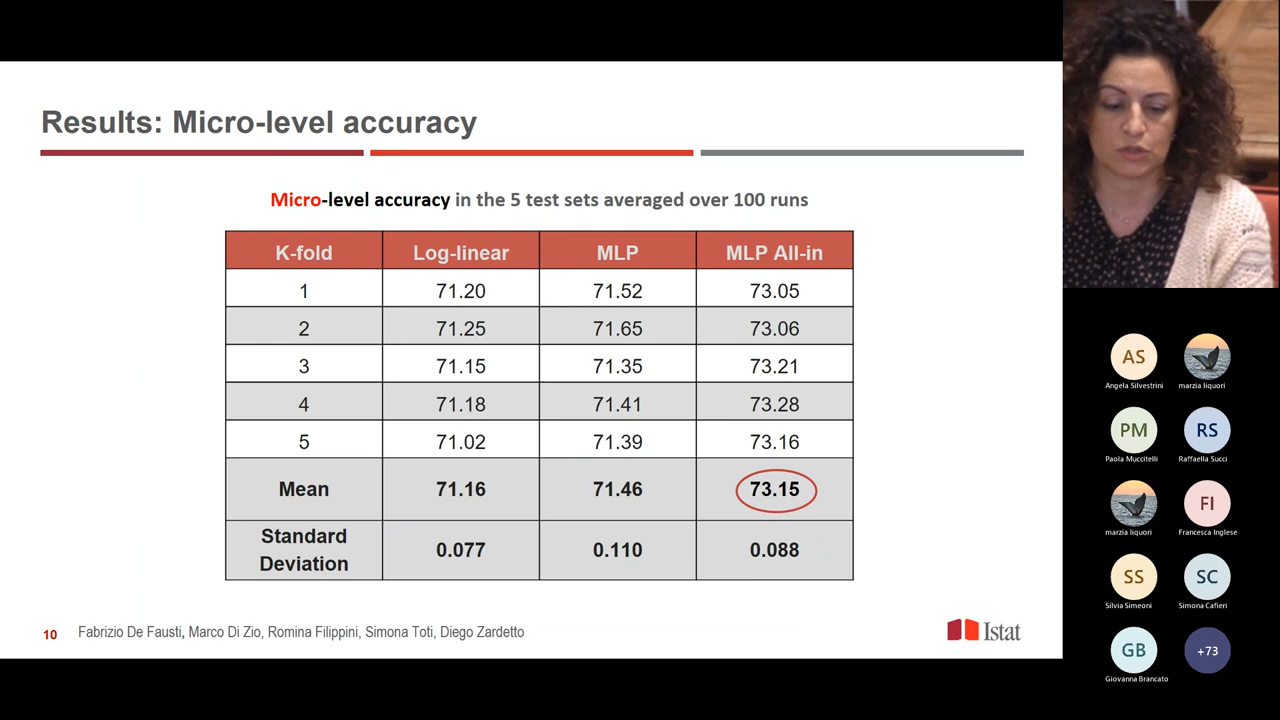 Results: Micro-level accuracy
Micro-level accuracy in the 5 test sets averaged over 100 runs
K-fold Log-linear MLP MLP All-in
1 71.20 71.52 73.05
2 71.25 71.65 73.06
3 71.15 71.35 73.21
4 71.18 71.41 73.28
5 71.02 71.39 73.16
Mean 71.16 71.46 73.15
Standard Deviation 0.077 0.110 0.088
10 Fabrizio De Fausti, Marco Di Zio, Romina Filippini, Simona Toti, Diego Zardetto
Istat
AS
Angela Silvestrini marzia liquori
PM RS
Paola Muccitelli Raffaella Succi
FI
marzia liquori Francesca Inglese
SS SC
Silvia Simeoni Simona Cafieri
GB +73
Giovanna Brancato